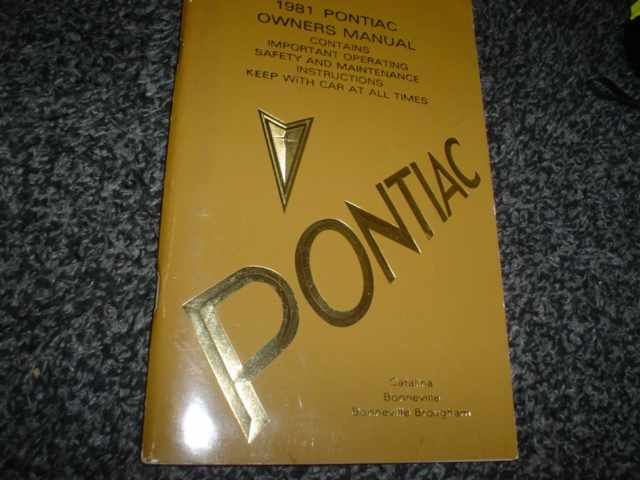 1981 PONTIAC
OWNERS MANUAL
CONTAINS
IMPORTANT OPERATING
SAFETY AND MAINTENANCE
INSTRUCTIONS
KEEP WITH CAR AT ALL TIMES
PONTIAC
Catalina
Bonneville
Bonneville Brougham